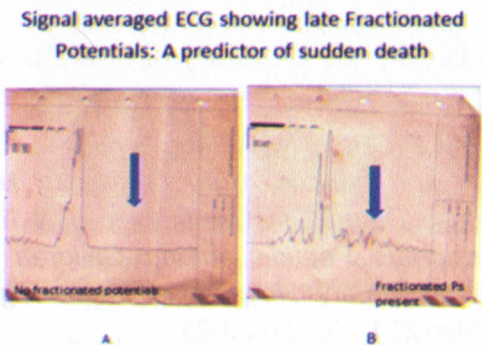 Signal averaged ECG showing late Fractionated
Potentials: A predictor of sudden death
No fractionated potentials
Fractionated Ps
present
A
B